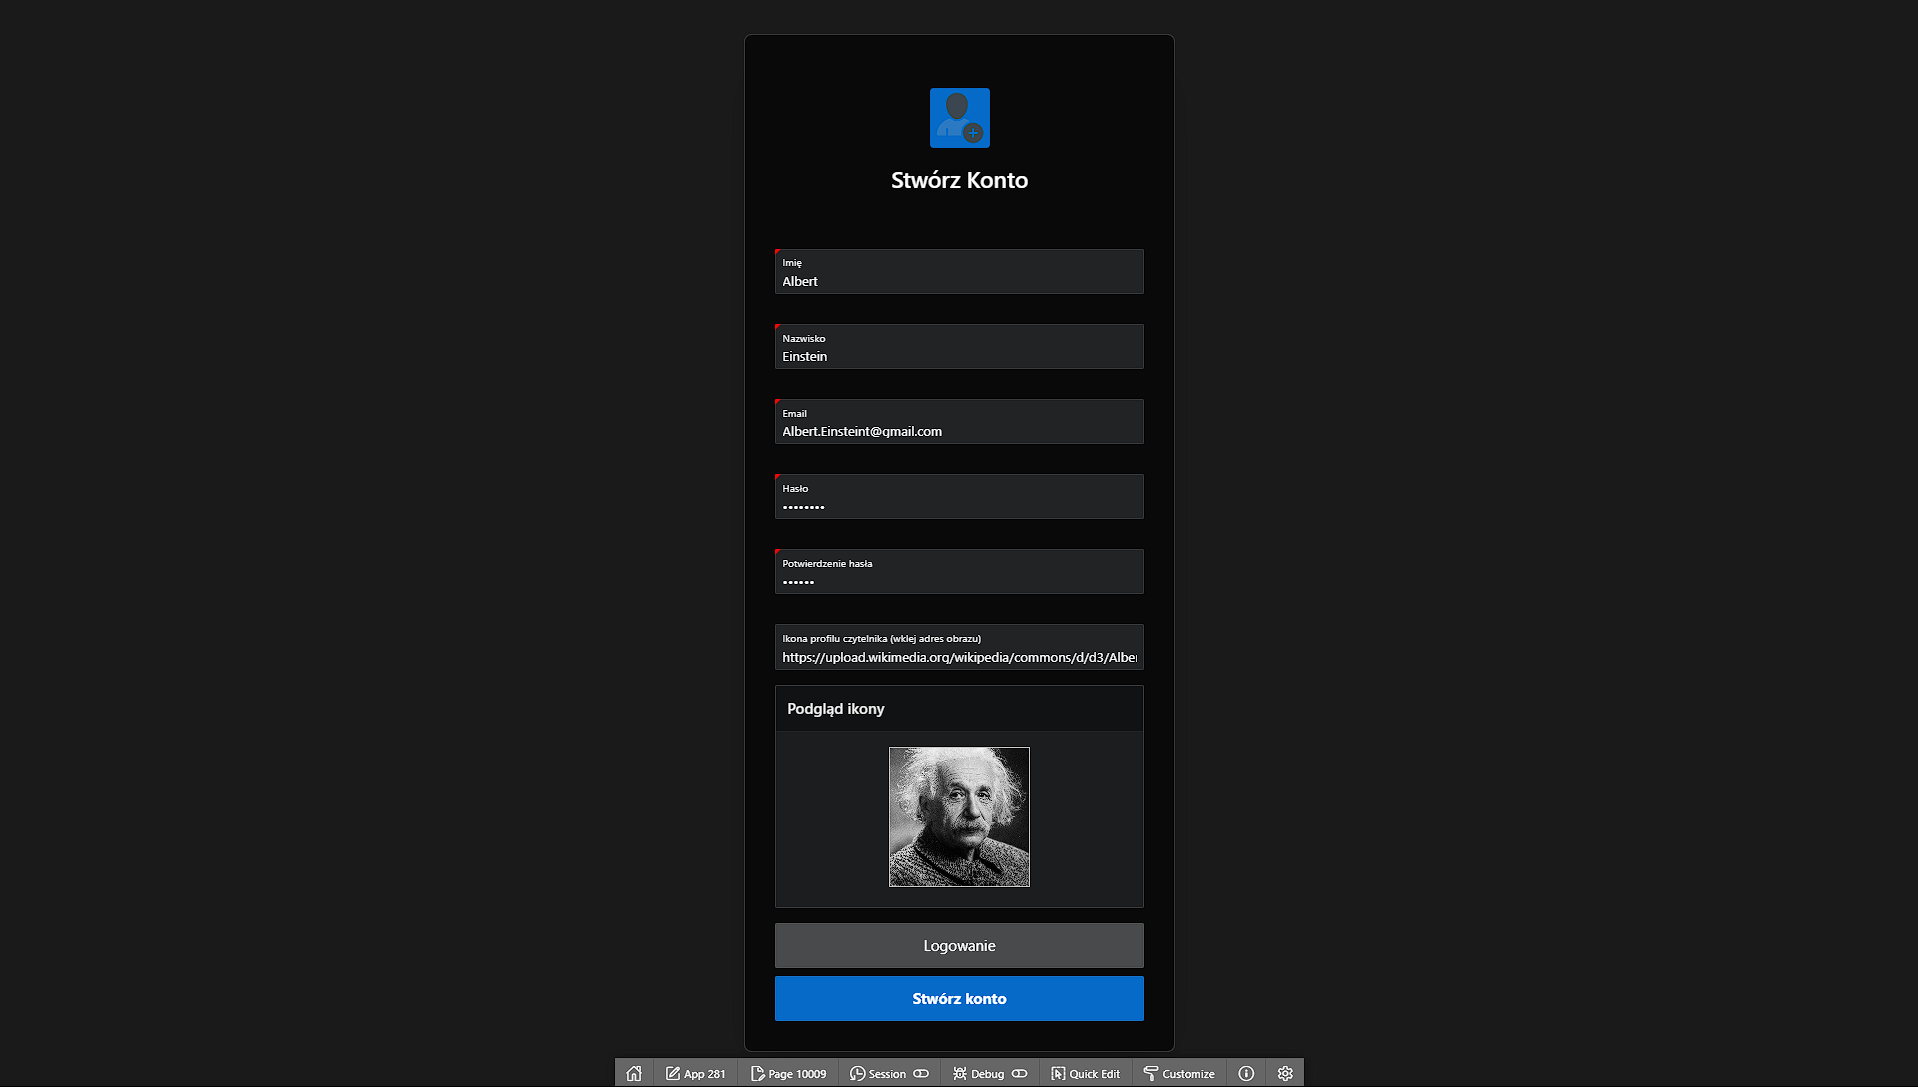 Stwórz Konto
Imię
Albert
Nazwisko
Einstein
Email
Albert.Einsteint@gmail.com
Hasło
••••••••
Potwierdzenie hasła
••••••
Ikona profilu czytelnika (wklej adres obrazu)
https://upload.wikimedia.org/wikipedia/commons/d/d3/Alber
Podgląd ikony
Logowanie
Stwórz konto
App 281 Page 10009 Session Debug Quick Edit Customize